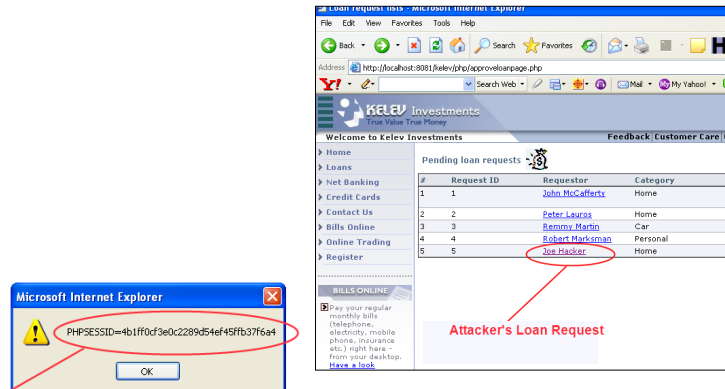 Loan request lists - Microsoft Internet Explorer
File Edit View Favorites Tools Help
Back Search Favorites
Address http://localhost:8081/kelev/php/approveloanpage.php
Y! Search Web Mail My Yahoo!
KELEV Investments
True Value True Money
Welcome to Kelev Investments Feedback Customer Care
Home
Loans
Net Banking
Credit Cards
Contact Us
Bills Online
Online Trading
Register
Pending loan requests
# Request ID Requestor Category
1 1 John McCafferty Home
2 2 Peter Lauros Home
3 3 Remmy Martin Car
4 4 Robert Marksman Personal
5 5 Joe Hacker Home
BILLS ONLINE
Pay your regular
monthly bills
(telephone,
electricity, mobile
phone, insurance
etc.) right here -
from your desktop.
Have a look
Attacker's Loan Request
Microsoft Internet Explorer
PHPSESSID=4b1ff0cf3e0c2289d54ef45ffb37f6a4
OK